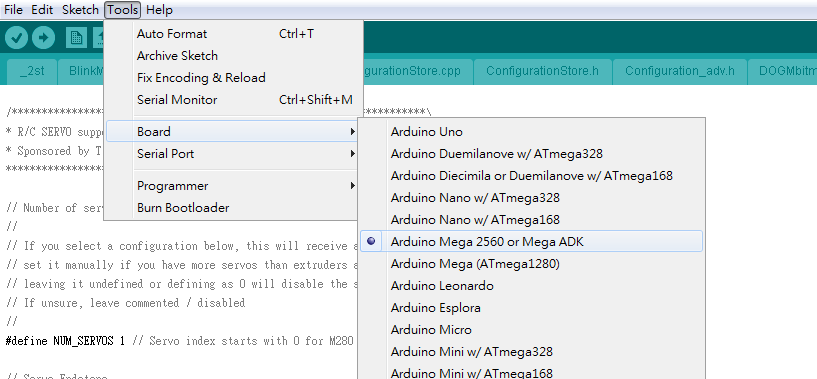 File Edit Sketch Tools Help
Auto Format Ctrl+T
Archive Sketch
Fix Encoding & Reload
Serial Monitor Ctrl+Shift+M
Board
Serial Port
Programmer
Burn Bootloader
_2st BlinkM gurationStore.cpp ConfigurationStore.h Configuration_adv.h DOGMbitm
/************************ ****************\
* R/C SERVO supp
* Sponsored by T
// Number of serv
//
// If you select a configuration below, this will receive a
// set it manually if you have more servos than extruders a
// leaving it undefined or defining as 0 will disable the s
// If unsure, leave commented / disabled
//
#define NUM_SERVOS 1 // Servo index starts with 0 for M280
// Servo Endstops
Arduino Uno
Arduino Duemilanove w/ ATmega328
Arduino Diecimila or Duemilanove w/ ATmega168
Arduino Nano w/ ATmega328
Arduino Nano w/ ATmega168
Arduino Mega 2560 or Mega ADK
Arduino Mega (ATmega1280)
Arduino Leonardo
Arduino Esplora
Arduino Micro
Arduino Mini w/ ATmega328
Arduino Mini w/ ATmega168